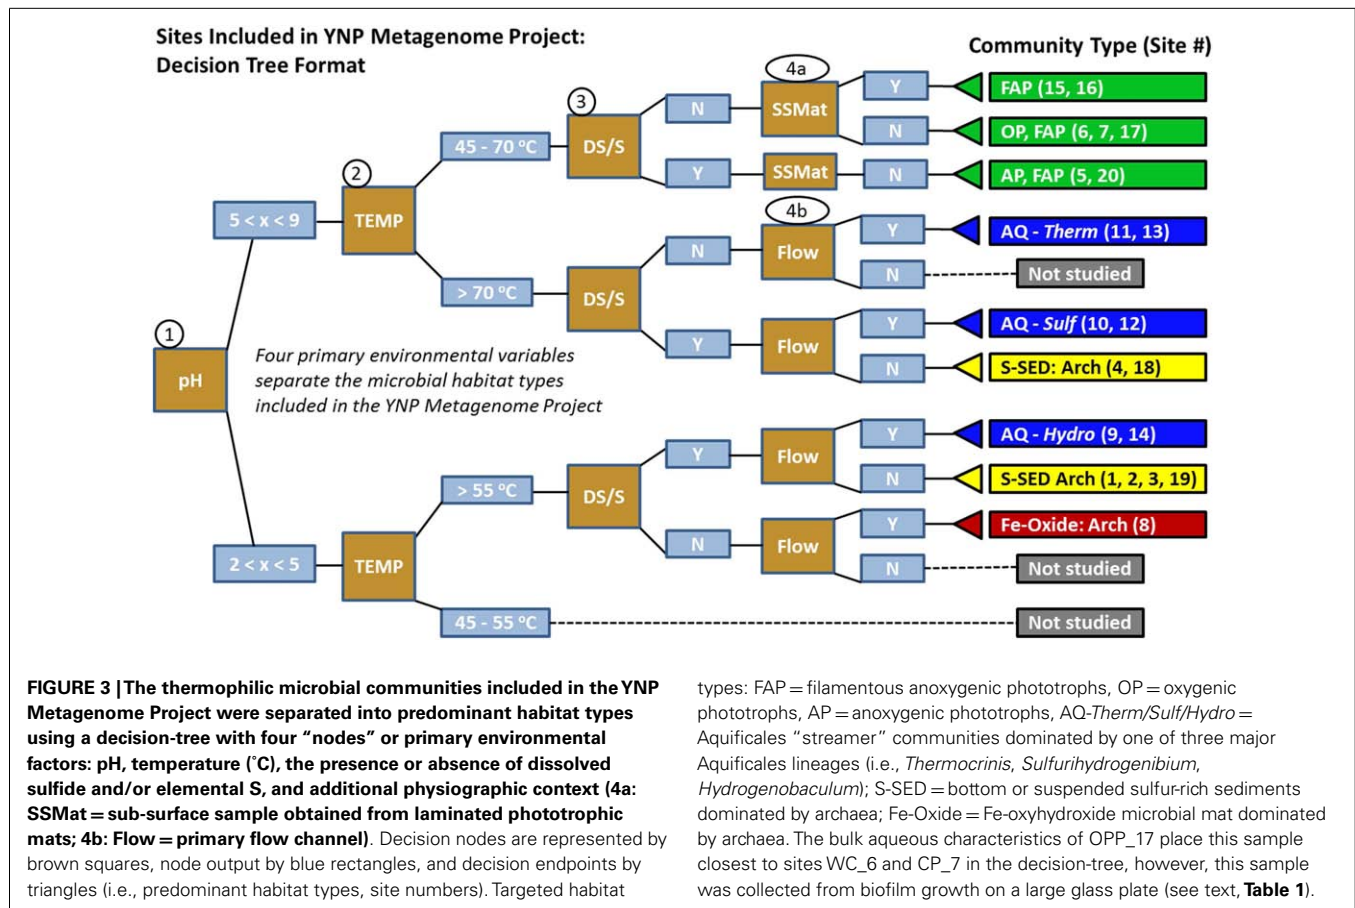 Sites Included in YNP Metagenome Project:
Decision Tree Format
Community Type (Site #)
4a
Y
FAP (15, 16)
3
N
SSMat
N
OP, FAP (6, 7, 17)
45 - 70 ºC
DS/S
2
Y
SSMat
N
AP, FAP (5, 20)
5 < x < 9
TEMP
4b
Y
AQ - Therm (11, 13)
N
Flow
N
Not studied
> 70 ºC
DS/S
Y
AQ - Sulf (10, 12)
1
Y
Flow
N
S-SED: Arch (4, 18)
pH
Four primary environmental variables
separate the microbial habitat types
included in the YNP Metagenome Project
Y
AQ - Hydro (9, 14)
Y
Flow
N
S-SED Arch (1, 2, 3, 19)
> 55 ºC
DS/S
Y
Fe-Oxide: Arch (8)
N
Flow
N
Not studied
2 < x < 5
TEMP
45 - 55 ºC
Not studied
FIGURE 3 | The thermophilic microbial communities included in the YNP
Metagenome Project were separated into predominant habitat types
using a decision-tree with four “nodes” or primary environmental
factors: pH, temperature (˚C), the presence or absence of dissolved
sulfide and/or elemental S, and additional physiographic context (4a:
SSMat = sub-surface sample obtained from laminated phototrophic
mats; 4b: Flow = primary flow channel). Decision nodes are represented by
brown squares, node output by blue rectangles, and decision endpoints by
triangles (i.e., predominant habitat types, site numbers). Targeted habitat
types: FAP = filamentous anoxygenic phototrophs, OP = oxygenic
phototrophs, AP = anoxygenic phototrophs, AQ-Therm/Sulf/Hydro =
Aquificales “streamer” communities dominated by one of three major
Aquificales lineages (i.e., Thermocrinis, Sulfurihydrogenibium,
Hydrogenobaculum); S-SED = bottom or suspended sulfur-rich sediments
dominated by archaea; Fe-Oxide = Fe-oxyhydroxide microbial mat dominated
by archaea. The bulk aqueous characteristics of OPP_17 place this sample
closest to sites WC_6 and CP_7 in the decision-tree, however, this sample
was collected from biofilm growth on a large glass plate (see text, Table 1).